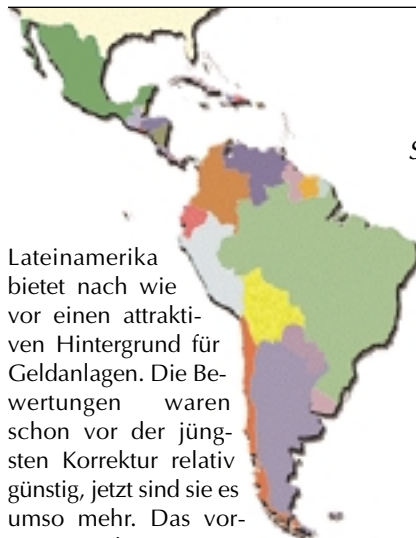 S
Lateinamerika
bietet nach wie
vor einen attrakti-
ven Hintergrund für
Geldanlagen. Die Be-
wertungen waren
schon vor der jüng-
sten Korrektur relativ
günstig, jetzt sind sie es
umso mehr. Das vor-